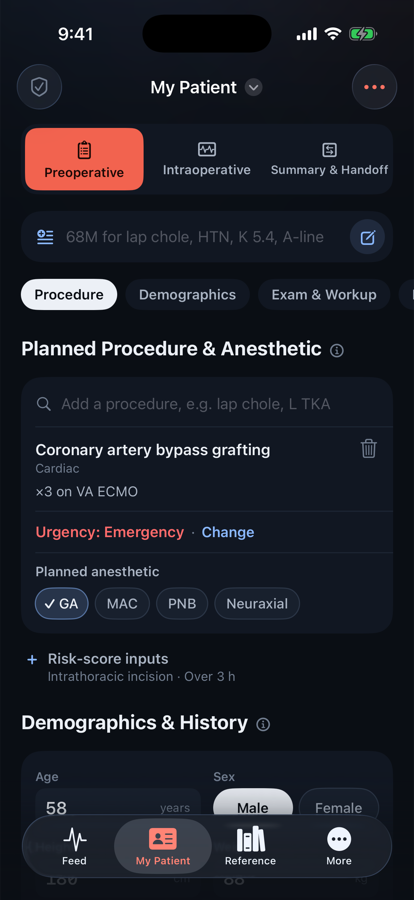 9:41
My Patient
Preoperative
Intraoperative
Summary & Handoff
68M for lap chole, HTN, K 5.4, A-line
Procedure
Demographics
Exam & Workup
Planned Procedure & Anesthetic
Add a procedure, e.g. lap chole, L TKA
Coronary artery bypass grafting
Cardiac
×3 on VA ECMO
Urgency: Emergency · Change
Planned anesthetic
✓ GA
MAC
PNB
Neuraxial
+ Risk-score inputs
Intrathoracic incision · Over 3 h
Demographics & History
Age
Sex
58 years
Male
Female
Feed
My Patient
Reference
More